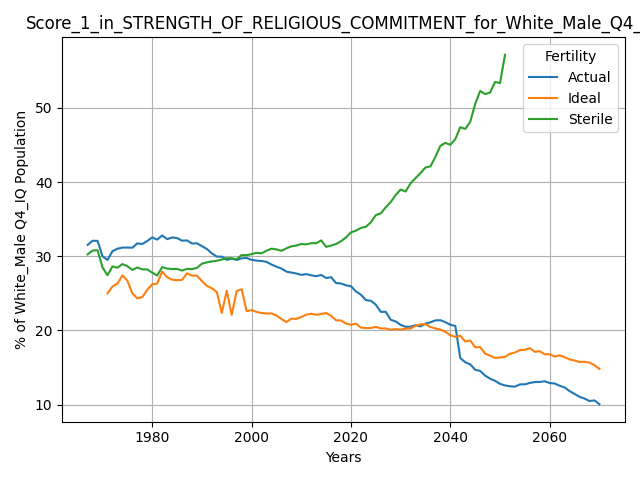 Score_1_in_STRENGTH_OF_RELIGIOUS_COMMITMENT_for_White_Male_Q4_
% of White_Male Q4_IQ Population
50
40
30
20
10
Fertility
Actual
Ideal
Sterile
1980
2000
2020
2040
2060
Years